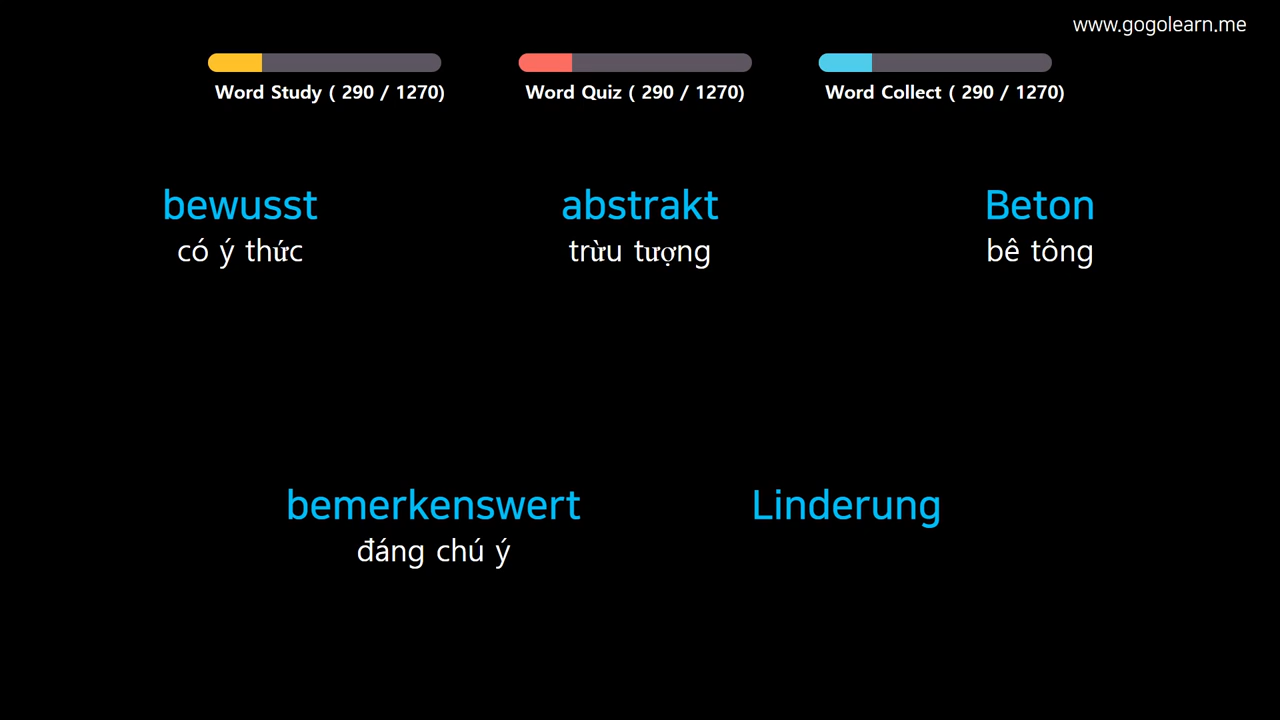 www.gogolearn.me
Word Study ( 290 / 1270)
Word Quiz ( 290 / 1270)
Word Collect ( 290 / 1270)
bewusst
có ý thức
abstrakt
trừu tượng
Beton
bê tông
bemerkenswert
đáng chú ý
Linderung